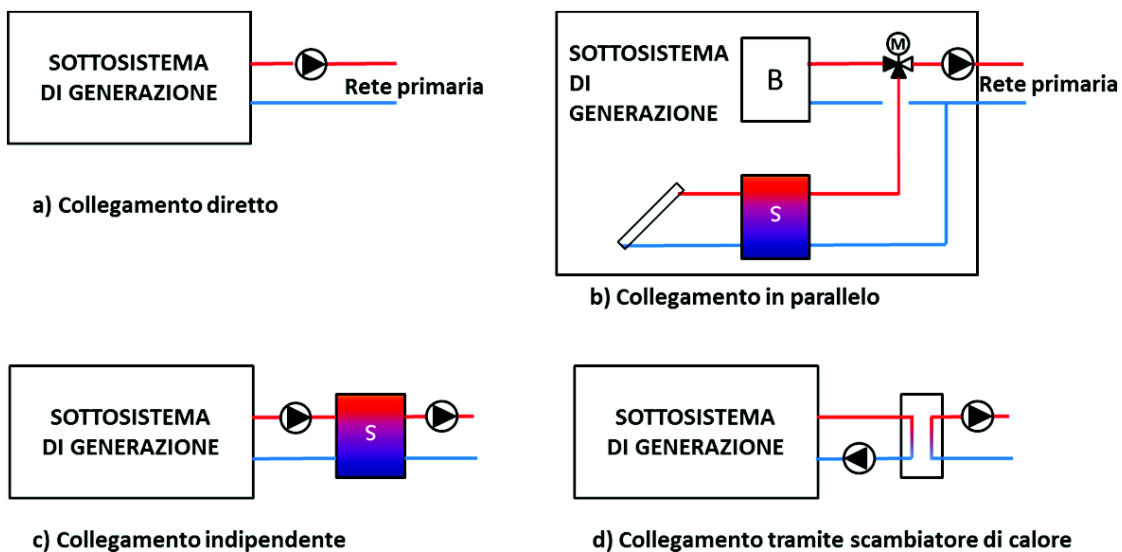 SOTTOSISTEMA
DI GENERAZIONE
Rete primaria
a) Collegamento diretto
SOTTOSISTEMA
DI
GENERAZIONE
B
M
Rete primaria
S
b) Collegamento in parallelo
SOTTOSISTEMA
DI GENERAZIONE
S
c) Collegamento indipendente
SOTTOSISTEMA
DI GENERAZIONE
d) Collegamento tramite scambiatore di calore